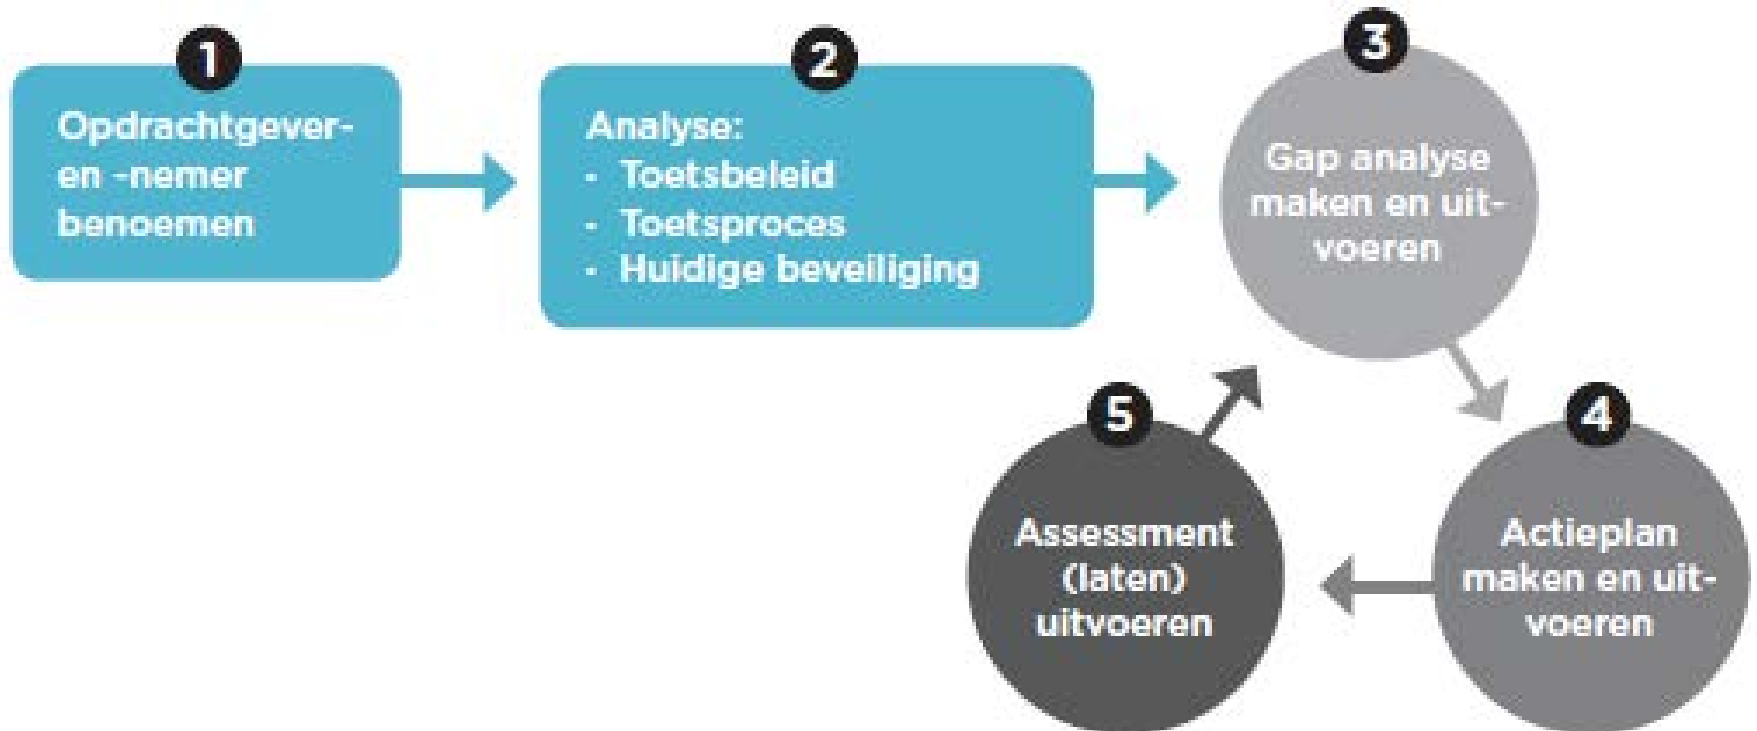 1
Opdrachtgever-
en -nemer
benoemen
2
Analyse:
- Toetsbeleid
- Toetsproces
- Huidige beveiliging
3
Gap analyse
maken en uit-
voeren
4
Actieplan
maken en uit-
voeren
5
Assessment
(laten)
uitvoeren